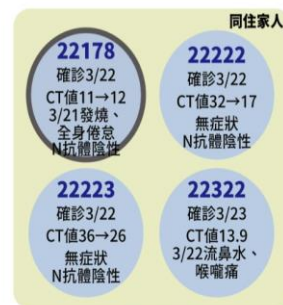 同住家人
22178
確診3/22
CT值11→12
3/21發燒、
全身倦怠
N抗體陰性
22222
確診3/22
CT值32→17
無症狀
N抗體陰性
22223
確診3/22
CT值36→26
無症狀
N抗體陰性
22322
確診3/23
CT值13.9
3/22流鼻水、
喉嚨痛